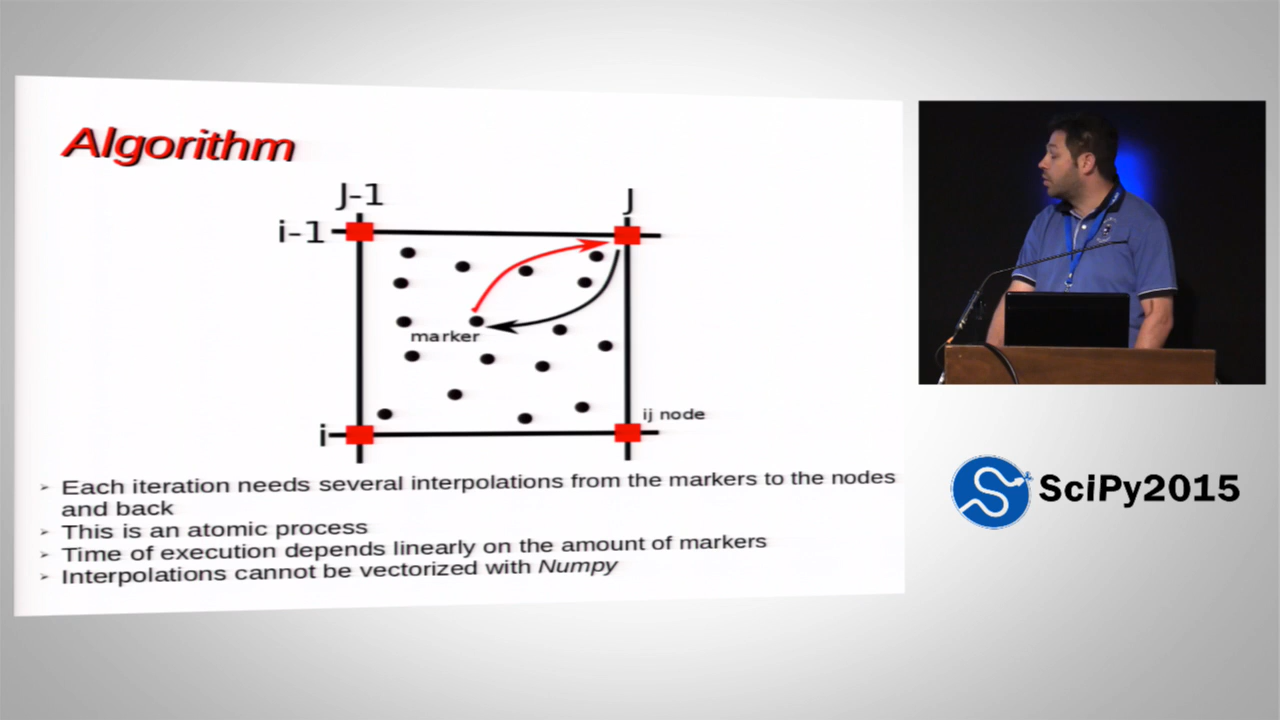 Algorithm
J-1
J
i-1
marker
ij node
i
Each iteration needs several interpolations from the markers to the nodes
and back
This is an atomic process
Time of execution depends linearly on the amount of markers
Interpolations cannot be vectorized with Numpy
SciPy2015